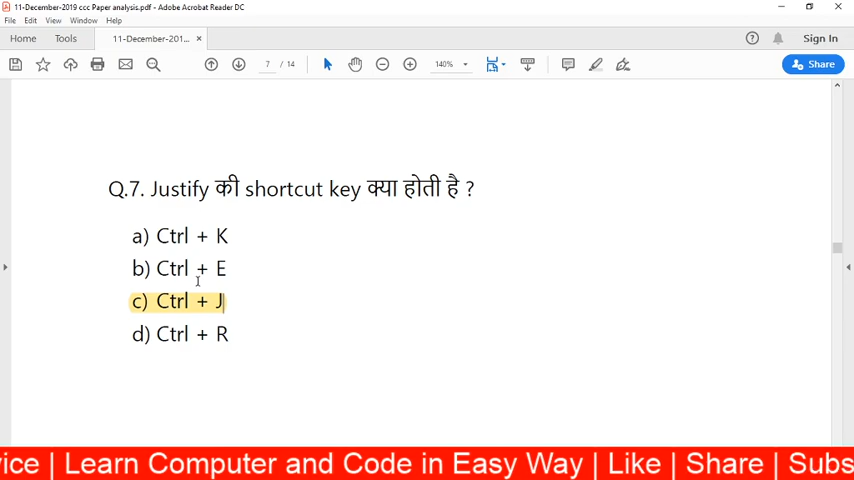 11-December-2019 ccc Paper analysis.pdf - Adobe Acrobat Reader DC
File Edit View Window Help
Home Tools 11-December-201... × Sign In
7 / 14 140% Share
Q.7. Justify की shortcut key क्या होती है ?
a) Ctrl + K
b) Ctrl + E
c) Ctrl + J
d) Ctrl + R
vice | Learn Computer and Code in Easy Way | Like | Share | Subs